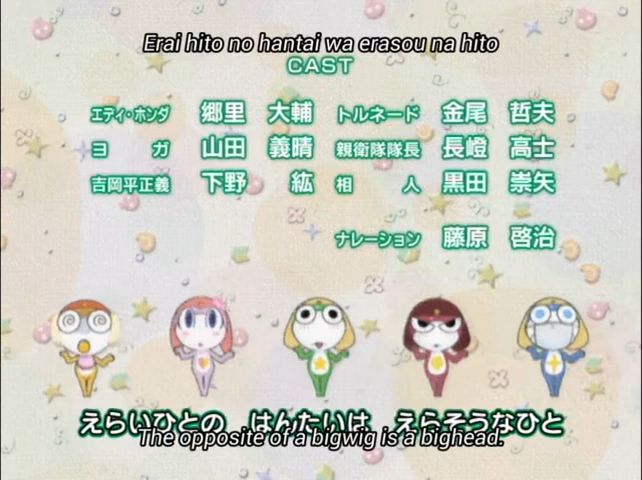 Erai hito no hantai wa erasou na hito
CAST
エディ・ホンダ 郷里 大輔 トルネード 金尾 哲夫
ヨガ 山田 義晴 親衛隊隊長 長嶝 高士
吉岡平正義 下野 紘 相人 黒田 崇矢
ナレーション 藤原 啓治
えらいひとの はんたいは えらそうなひと
The opposite of a bigwig is a bighead.